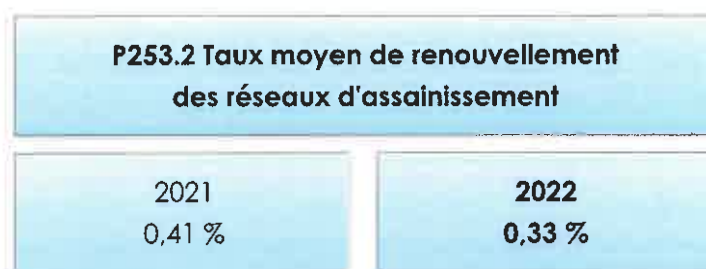 P253.2 Taux moyen de renouvellement
des réseaux d'assainissement
2021
2022
0,41 %
0,33 %